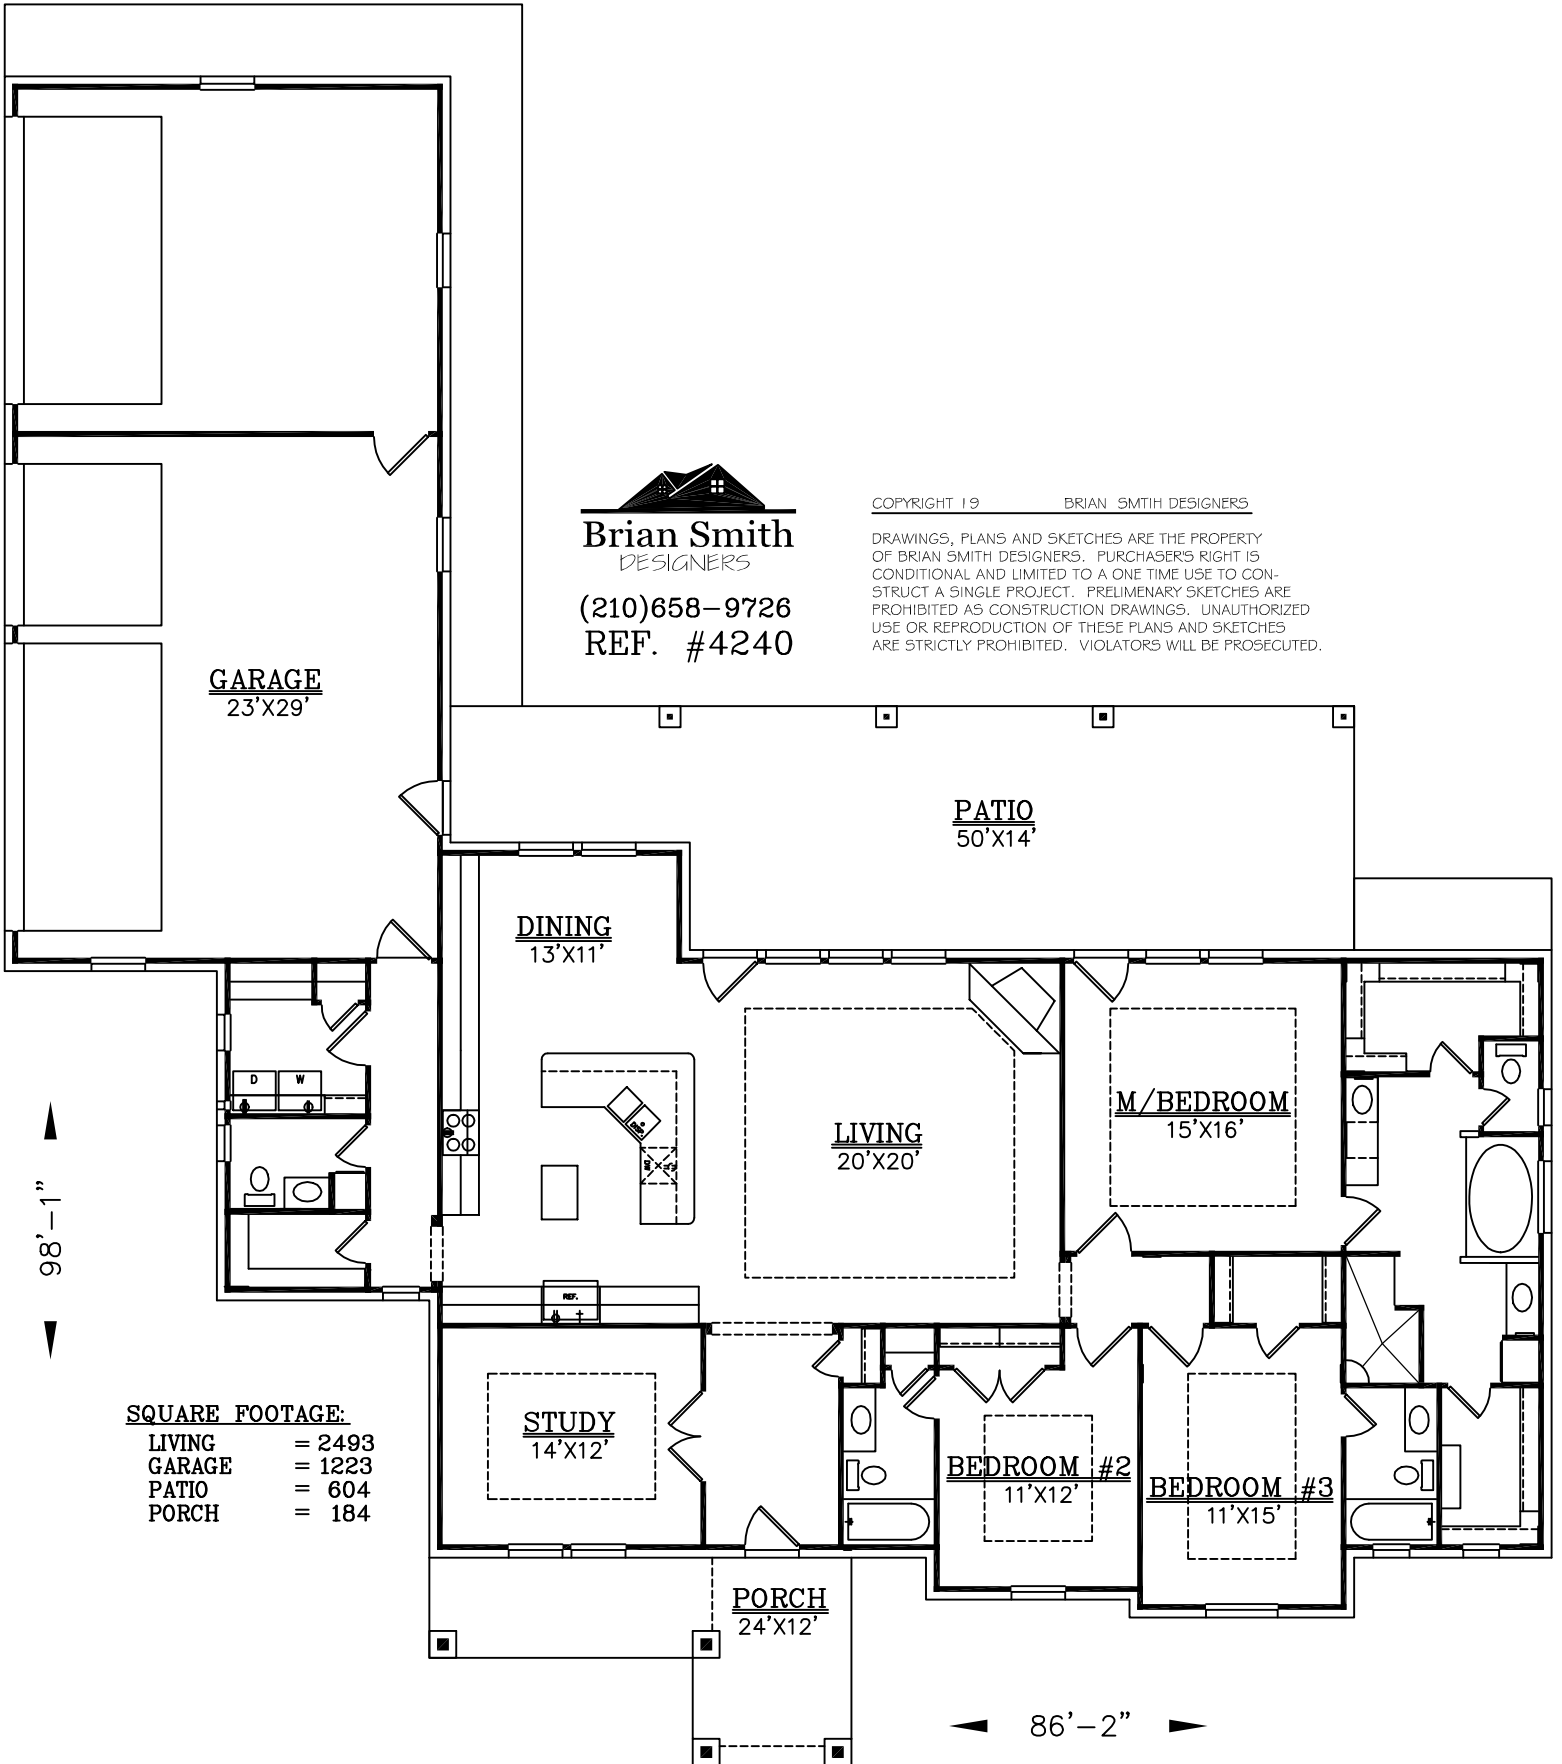 GARAGE
23'X29'
Brian Smith
DESIGNERS
(210)658-9726
REF. #4240
COPYRIGHT 19 BRIAN SMTIH DESIGNERS
DRAWINGS, PLANS AND SKETCHES ARE THE PROPERTY
OF BRIAN SMITH DESIGNERS. PURCHASER'S RIGHT IS
CONDITIONAL AND LIMITED TO A ONE TIME USE TO CON-
STRUCT A SINGLE PROJECT. PRELIMENARY SKETCHES ARE
PROHIBITED AS CONSTRUCTION DRAWINGS. UNAUTHORIZED
USE OR REPRODUCTION OF THESE PLANS AND SKETCHES
ARE STRICTLY PROHIBITED. VIOLATORS WILL BE PROSECUTED.
PATIO
50'X14'
DINING
13'X11'
D W
LIVING
20'X20'
DISP.
DW
M/BEDROOM
15'X16'
98'-1"
REF.
STUDY
14'X12'
BEDROOM #2
11'X12'
BEDROOM #3
11'X15'
SQUARE FOOTAGE:
LIVING = 2493
GARAGE = 1223
PATIO = 604
PORCH = 184
PORCH
24'X12'
86'-2"